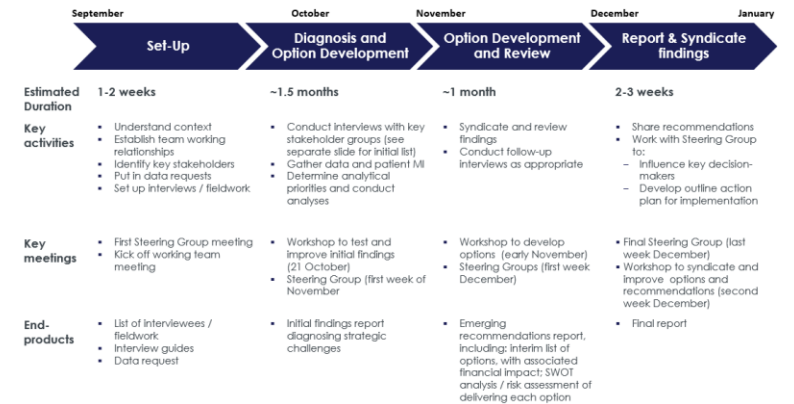 September
October
November
December
January
Set-Up
Diagnosis and
Option Development
Option Development
and Review
Report & Syndicate
findings
Estimated
Duration
1-2 weeks
~1.5 months
~1 month
2-3 weeks
Key
activities
▪ Understand context
▪ Establish team working
relationships
▪ Identify key stakeholders
▪ Put in data requests
▪ Set up interviews / fieldwork
▪ Conduct interviews with key
stakeholder groups (see
separate slide for initial list)
▪ Gather data and patient MI
▪ Determine analytical
priorities and conduct
analyses
▪ Syndicate and review
findings
▪ Conduct follow-up
interviews as appropriate
▪ Share recommendations
▪ Work with Steering Group
to:
– Influence key decision-
makers
– Develop outline action
plan for implementation
Key
meetings
▪ First Steering Group meeting
▪ Kick off working team
meeting
▪ Workshop to test and
improve initial findings
(21 October)
▪ Steering Group (first week of
November
▪ Workshop to develop
options (early November)
▪ Steering Groups (first week
December)
▪ Final Steering Group (last
week December)
▪ Workshop to syndicate and
improve options and
recommendations (second
week December)
End-
products
▪ List of interviewees /
fieldwork
▪ Interview guides
▪ Data request
▪ Initial findings report
diagnosing strategic
challenges
▪ Emerging
recommendations report,
including: interim list of
options, with associated
financial impact; SWOT
analysis / risk assessment of
delivering each option
▪ Final report